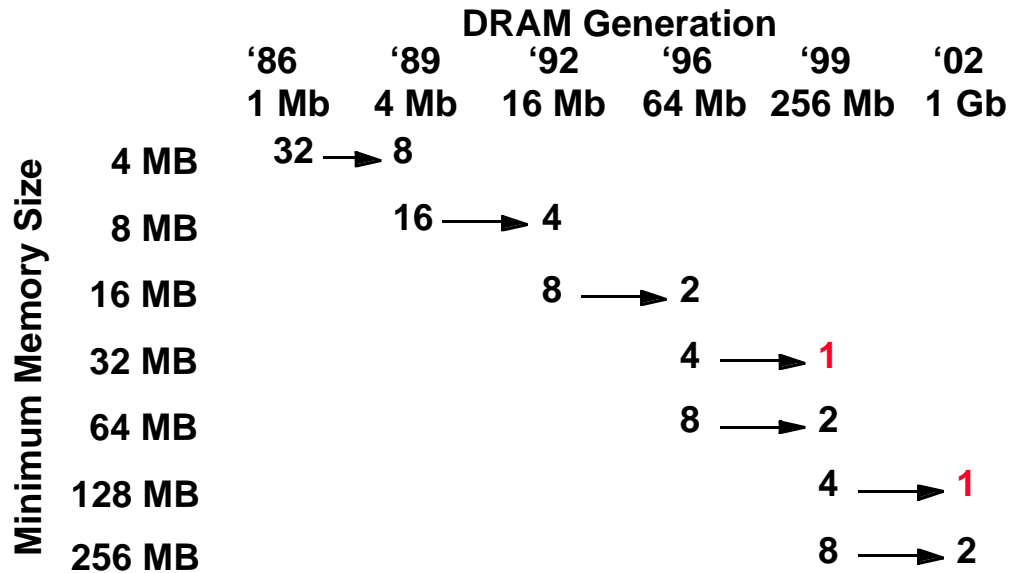 DRAM Generation
‘86 ‘89 ‘92 ‘96 ‘99 ‘02
1 Mb 4 Mb 16 Mb 64 Mb 256 Mb 1 Gb
Minimum Memory Size
4 MB 32 8
8 MB 16 4
16 MB 8 2
32 MB 4 1
64 MB 8 2
128 MB 4 1
256 MB 8 2